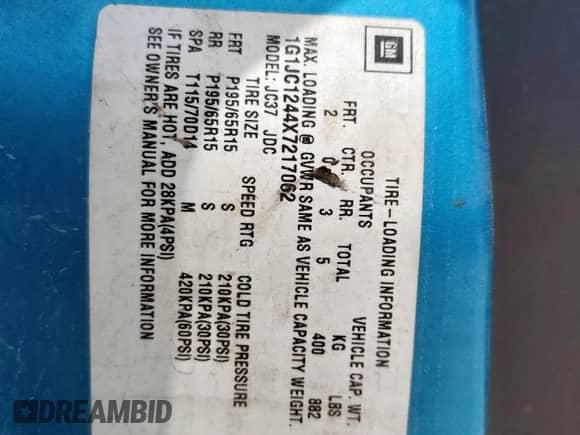 GM
TIRE-LOADING INFORMATION
OCCUPANTS VEHICLE CAP. WT.
FRT. CTR. RR. TOTAL KG LBS
2 0 3 5 400 882
MAX. LOADING @ GVWR SAME AS VEHICLE CAPACITY WEIGHT.
1G1JC1244X7217062
MODEL: JC37 JDC
TIRE SIZE SPEED RTG COLD TIRE PRESSURE
FRT P195/65R15 S 210KPA(30PSI)
RR P195/65R15 S 210KPA(30PSI)
SPA T115/70D14 M 420KPA(60PSI)
IF TIRES ARE HOT, ADD 28KPA(4PSI)
SEE OWNER'S MANUAL FOR MORE INFORMATION
DREAMBID